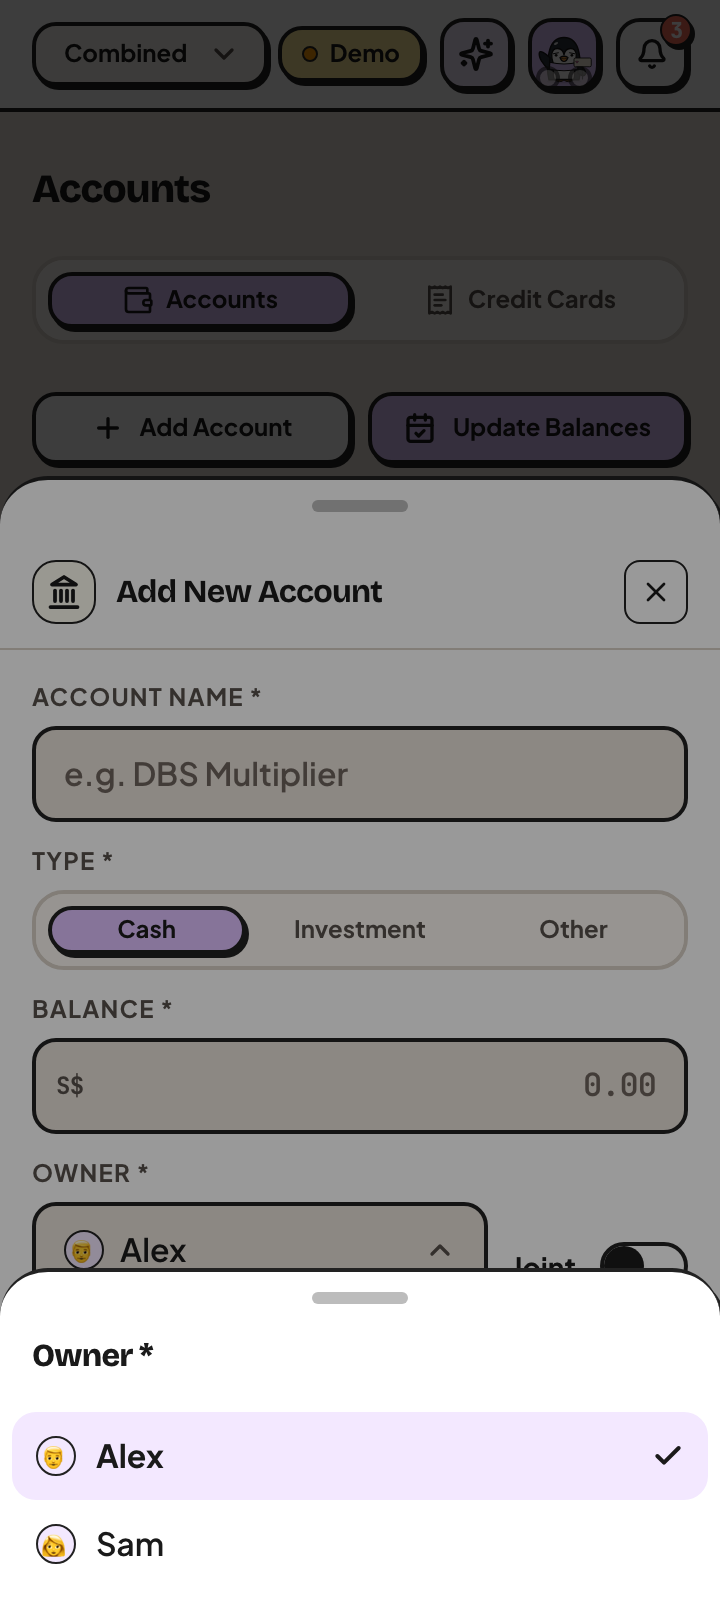 Combined
Demo
3
Accounts
Accounts
Credit Cards
Add Account
Update Balances
Add New Account
ACCOUNT NAME *
e.g. DBS Multiplier
TYPE *
Cash
Investment
Other
BALANCE *
S$
0.00
OWNER *
Alex
Joint
Owner *
Alex
Sam